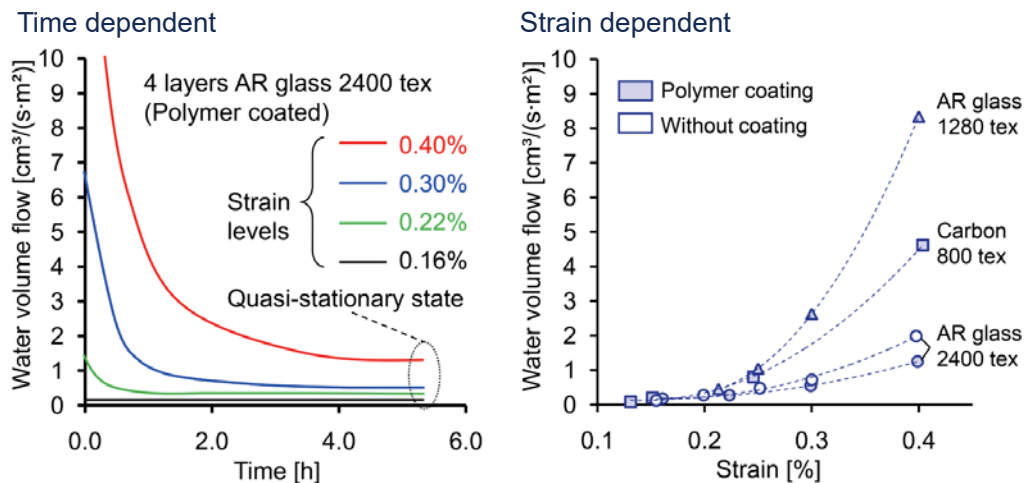 Time dependent
Water volume flow [cm³/(s·m²)]
10
9
8
7
6
5
4
3
2
1
0
4 layers AR glass 2400 tex
(Polymer coated)
Strain
levels
0.40%
0.30%
0.22%
0.16%
Quasi-stationary state
0.0
2.0
4.0
6.0
Time [h]
Strain dependent
Water volume flow [cm³/(s·m²)]
10
9
8
7
6
5
4
3
2
1
0
Polymer coating
Without coating
AR glass
1280 tex
Carbon
800 tex
AR glass
2400 tex
0.1
0.2
0.3
0.4
Strain [%]